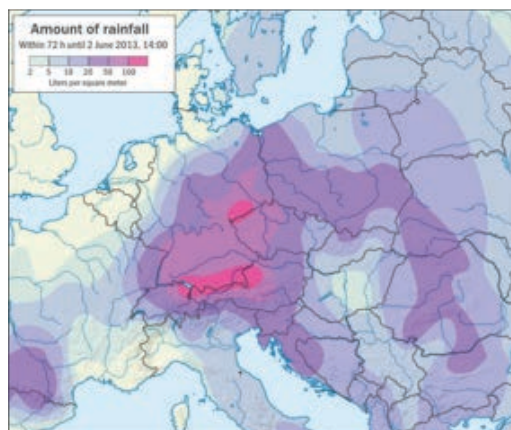 Amount of rainfall
Within 72 h until 2 June 2013, 14:00
2 5 10 20 50 100
Liters per square meter